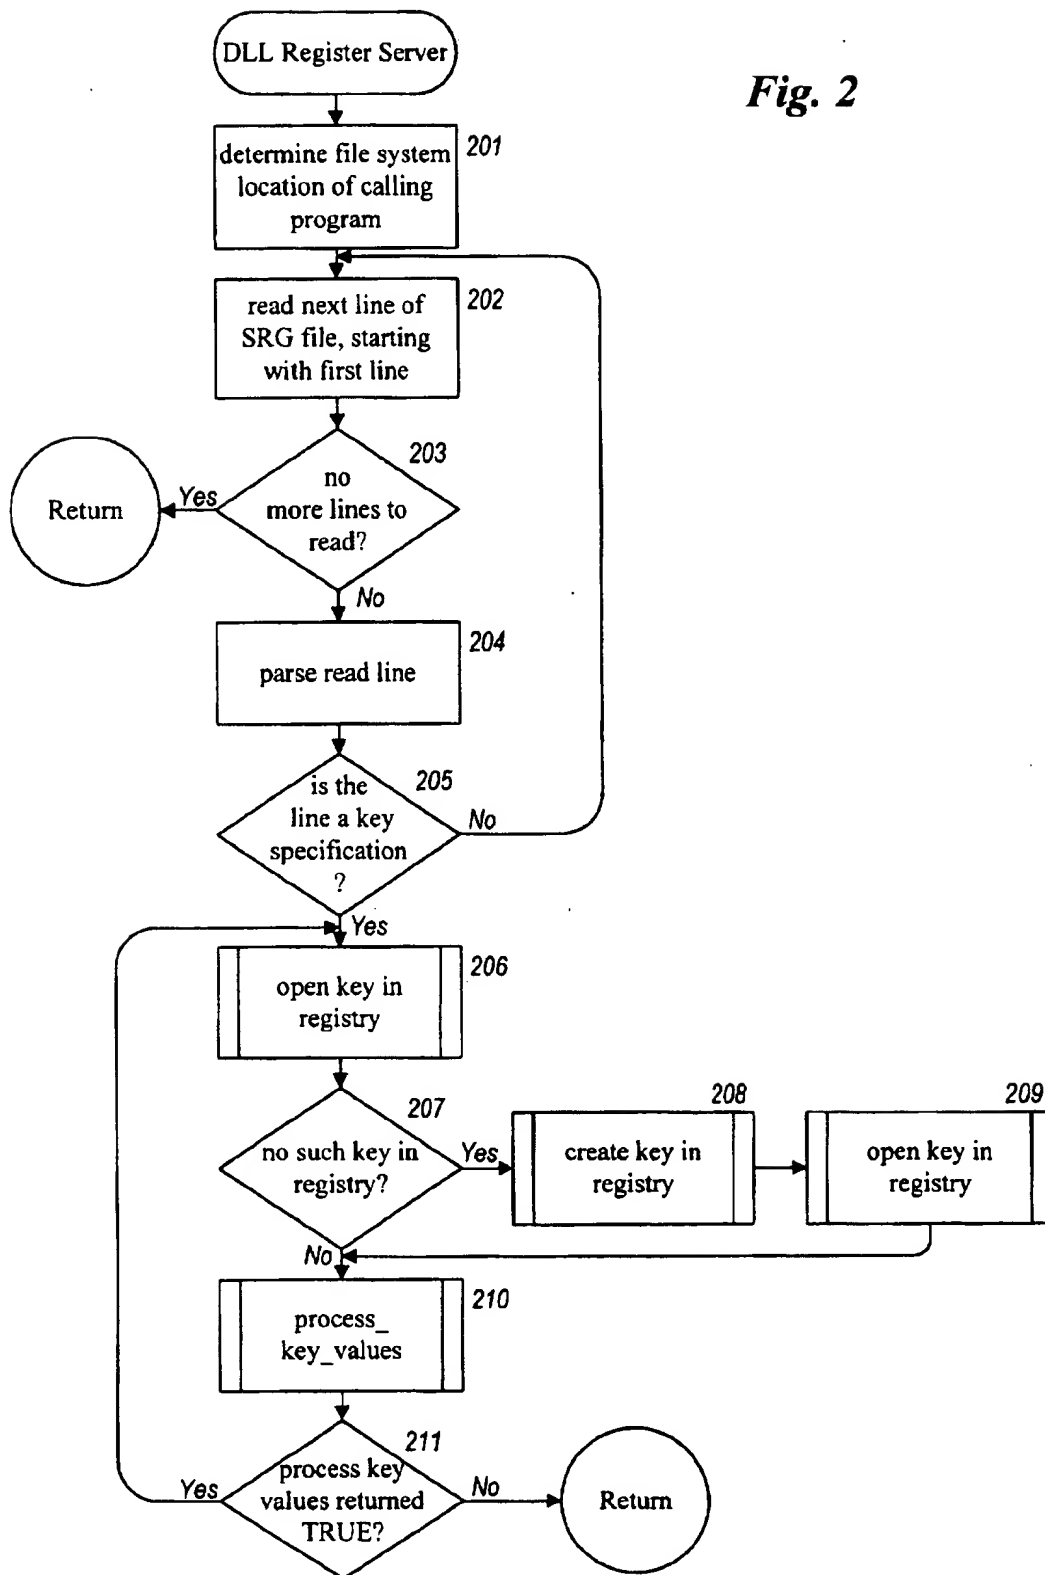 DLL Register Server
Fig. 2
201
determine file system
location of calling
program
202
read next line of
SRG file, starting
with first line
203
no
more lines to
read?
Yes
Return
No
204
parse read line
205
is the
line a key
specification
?
No
Yes
206
open key in
registry
207
no such key in
registry?
Yes
208
create key in
registry
209
open key in
registry
No
210
process_
key_values
211
process key
values returned
TRUE?
Yes
No
Return